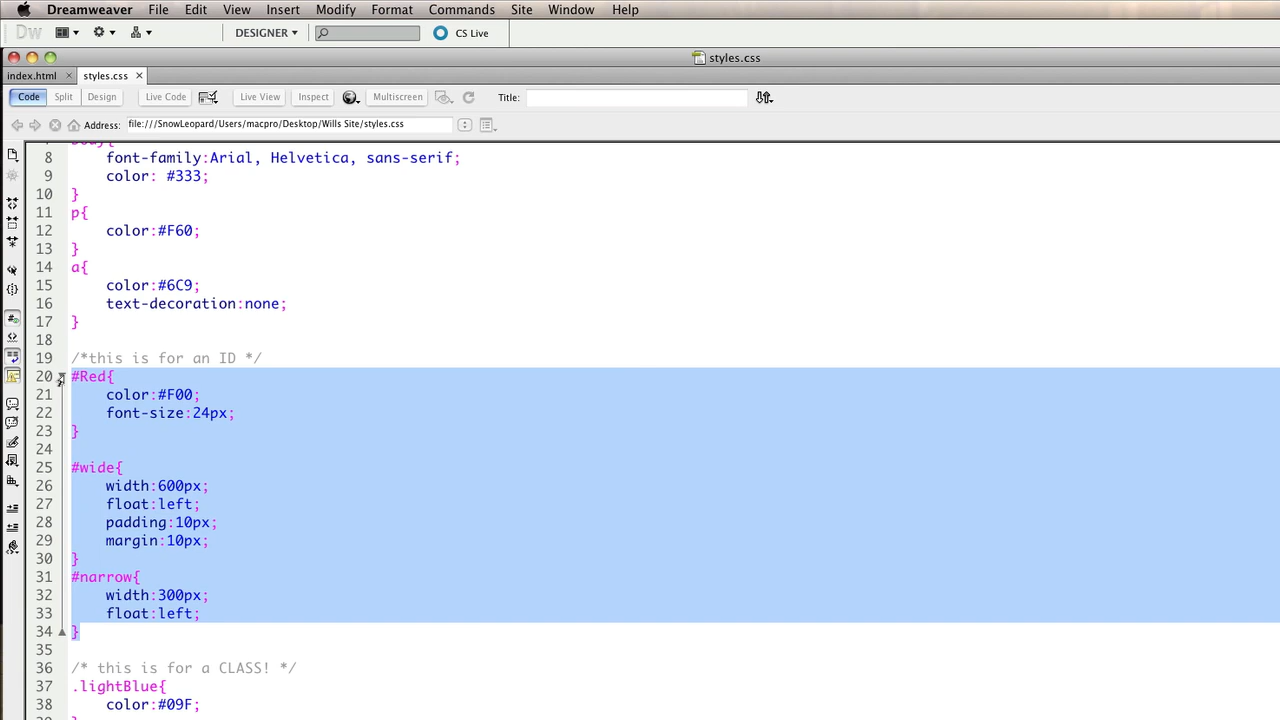 Dreamweaver File Edit View Insert Modify Format Commands Site Window Help
Dw DESIGNER CS Live
styles.css
index.html styles.css
Code Split Design Live Code Live View Inspect Multiscreen Title:
Address: file:///SnowLeopard/Users/macpro/Desktop/Wills Site/styles.css
body{
8 font-family:Arial, Helvetica, sans-serif;
9 color: #333;
10 }
11 p{
12 color:#F60;
13 }
14 a{
15 color:#6C9;
16 text-decoration:none;
17 }
18
19 /*this is for an ID */
20 #Red{
21 color:#F00;
22 font-size:24px;
23 }
24
25 #wide{
26 width:600px;
27 float:left;
28 padding:10px;
29 margin:10px;
30 }
31 #narrow{
32 width:300px;
33 float:left;
34 }
35
36 /* this is for a CLASS! */
37 .lightBlue{
38 color:#09F;